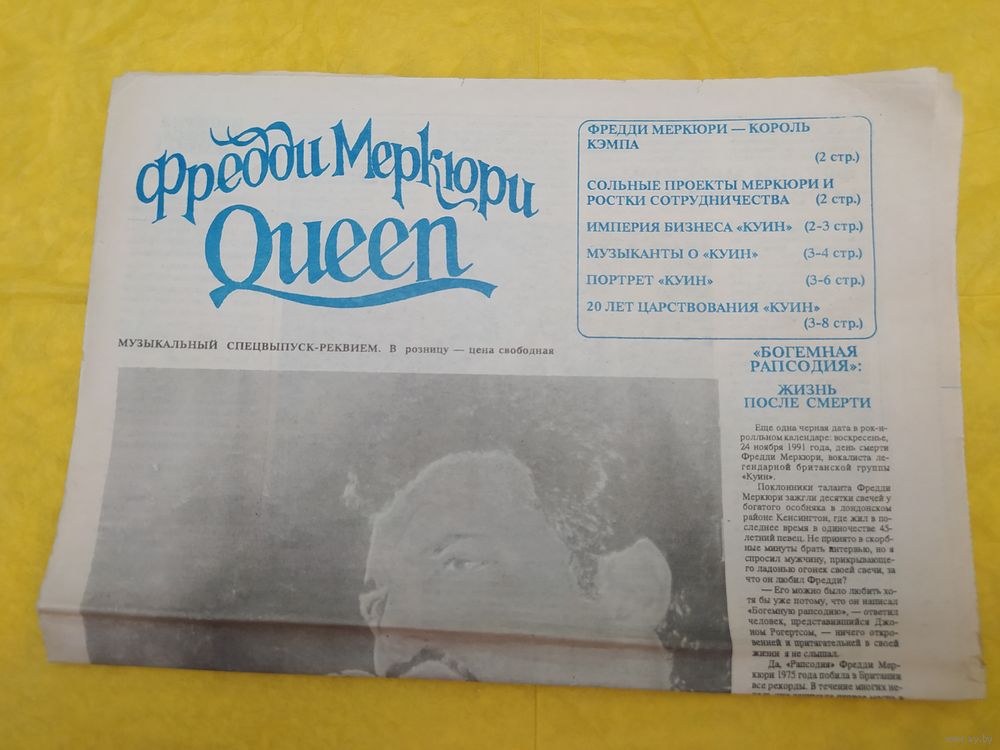 Фредди Меркюри
Queen
МУЗЫКАЛЬНЫЙ СПЕЦВЫПУСК-РЕКВИЕМ. В розницу — цена свободная
ФРЕДДИ МЕРКЮРИ — КОРОЛЬ
КЭМПА
(2 стр.)
СОЛЬНЫЕ ПРОЕКТЫ МЕРКЮРИ И
РОСТКИ СОТРУДНИЧЕСТВА (2 стр.)
ИМПЕРИЯ БИЗНЕСА «КУИН» (2-3 стр.)
МУЗЫКАНТЫ О «КУИН» (3-4 стр.)
ПОРТРЕТ «КУИН» (3-6 стр.)
20 ЛЕТ ЦАРСТВОВАНИЯ «КУИН»
(3-8 стр.)
«БОГЕМНАЯ
РАПСОДИЯ»:
ЖИЗНЬ
ПОСЛЕ СМЕРТИ
Еще одна черная дата в рок-н-
ролльном календаре: воскресенье,
24 ноября 1991 года, день смерти
Фредди Меркюри, вокалиста ле-
гендарной британской группы
«Куин».
Поклонники таланта Фредди
Меркюри зажгли десятки свечей у
богатого особняка в лондонском
районе Кенсингтон, где жил в по-
следнее время в одиночестве 45-
летний певец. Не принято в скорб-
ные минуты брать интервью, но я
спросил мужчину, прикрывающе-
го ладонью огонек своей свечи, за
что он любил Фредди?
— Его можно было любить хо-
тя бы уже потому, что он написал
«Богемную рапсодию», — ответил
человек, представившийся Джо-
ном Рогертсом, — ничего откро-
венней и притягательней в своей
жизни я не слышал.
Да, «Рапсодия» Фредди Мер-
кюри 1975 года побила в Британии
все рекорды. В течение многих не-
www.ay.by